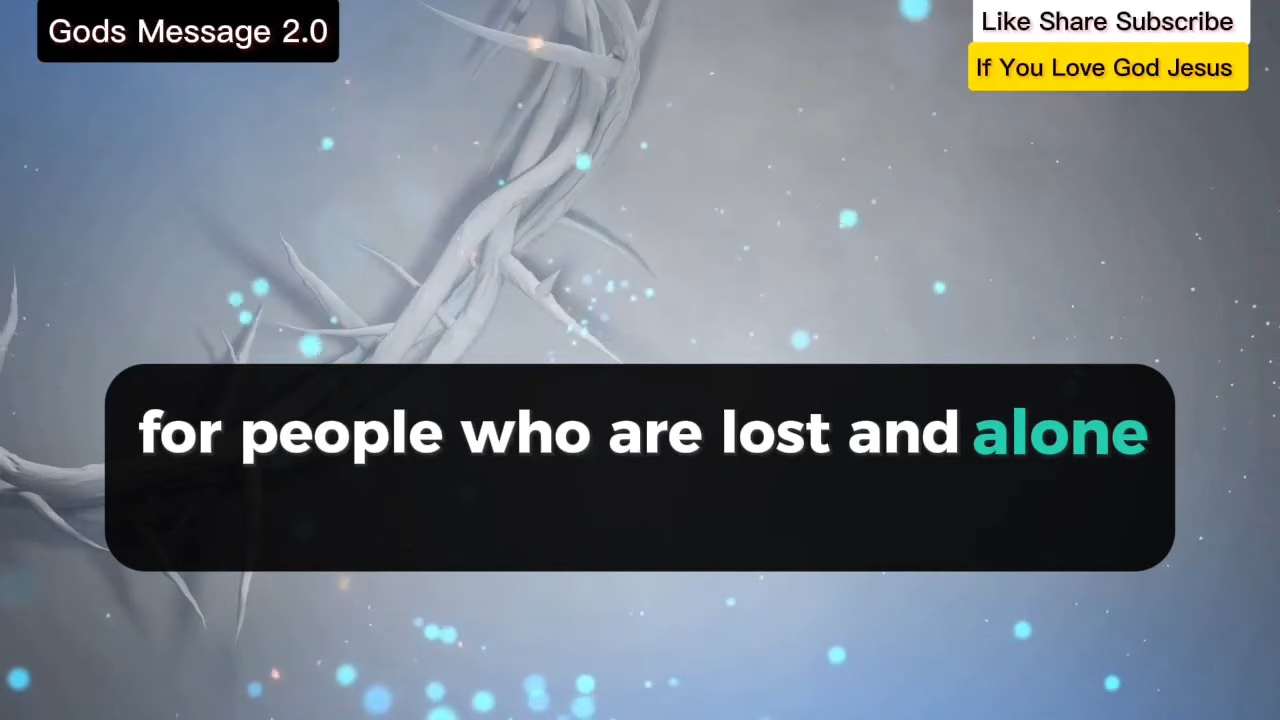 Gods Message 2.0
Like Share Subscribe
If You Love God Jesus
for people who are lost and alone